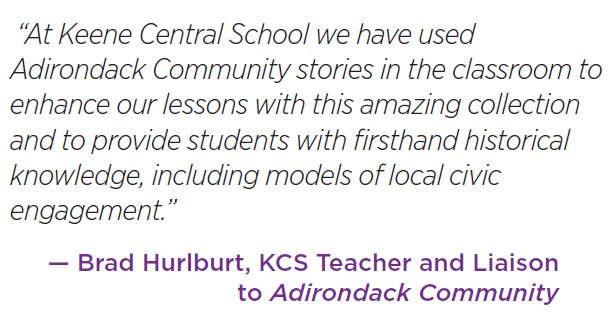 “At Keene Central School we have used
Adirondack Community stories in the classroom to
enhance our lessons with this amazing collection
and to provide students with firsthand historical
knowledge, including models of local civic
engagement.”
— Brad Hurlburt, KCS Teacher and Liaison
to Adirondack Community